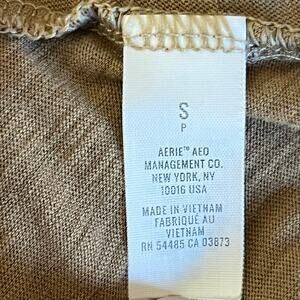 S
P
AERIE™ AEO
MANAGEMENT CO.
NEW YORK, NY
10016 USA
MADE IN VIETNAM
FABRIQUÉ AU
VIETNAM
RN 54485 CA 03873